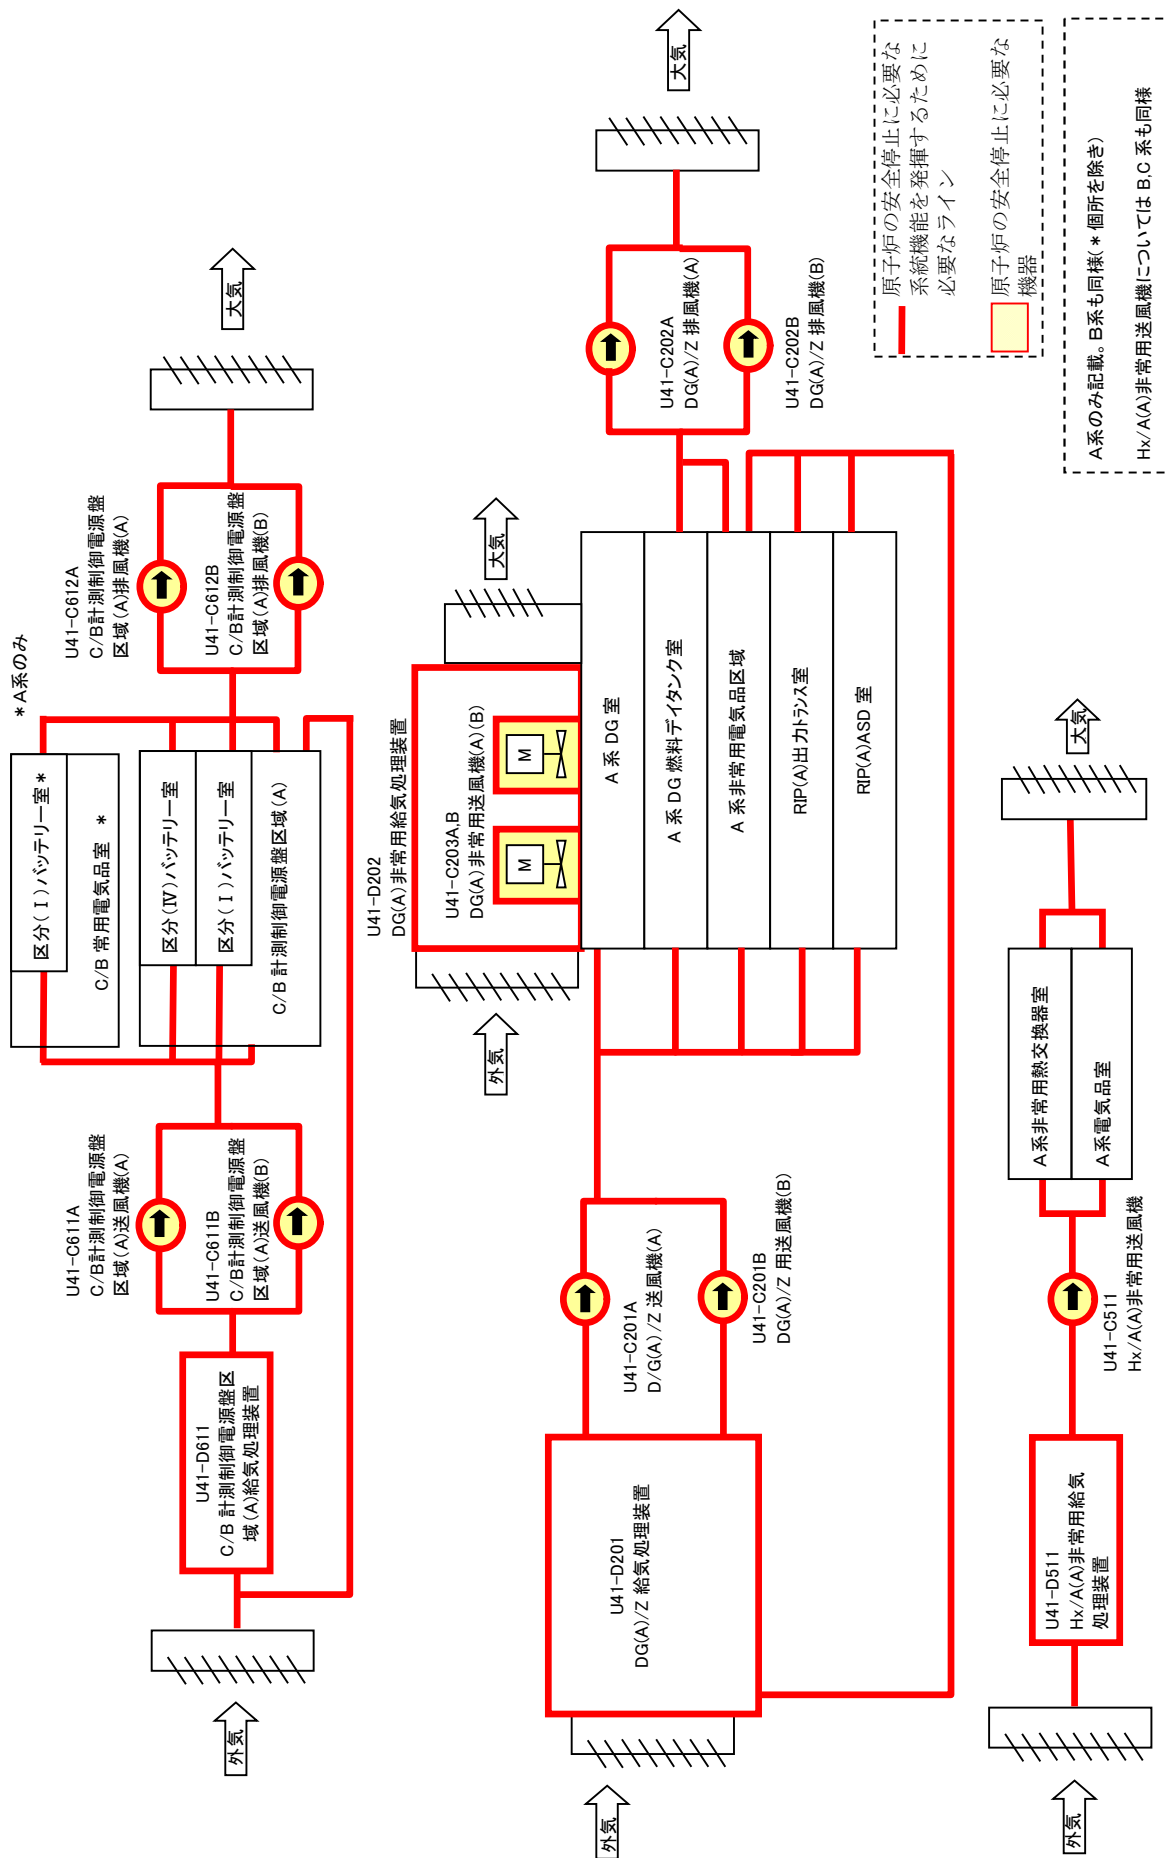 外気
U41-D611
C/B 計測制御電源盤区
域(A)給気処理装置
U41-C611A
C/B計測制御電源盤
区域(A)送風機(A)
U41-C611B
C/B計測制御電源盤
区域(A)送風機(B)
区分(Ⅰ)バッテリー室*
C/B 常用電気品室 *
区分(Ⅳ)バッテリー室
区分(Ⅰ)バッテリー室
C/B 計測制御電源盤区域(A)
*A系のみ
U41-C612A
C/B計測制御電源盤
区域(A)排風機(A)
U41-C612B
C/B計測制御電源盤
区域(A)排風機(B)
大気
U41-D202
DG(A)非常用給気処理装置
U41-C203A,B
DG(A)非常用送風機(A)(B)
M
M
外気
大気
外気
U41-D201
DG(A)/Z 給気処理装置
U41-C201A
D/G(A)/Z 送風機(A)
U41-C201B
DG(A)/Z 用送風機(B)
A 系 DG 室
A 系 DG 燃料デイタンク室
A 系非常用電気品区域
RIP(A)出力トランス室
RIP(A)ASD 室
U41-C202A
DG(A)/Z 排風機(A)
U41-C202B
DG(A)/Z 排風機(B)
大気
外気
U41-D511
Hx/A(A)非常用給気
処理装置
U41-C511
Hx/A(A)非常用送風機
A系非常用熱交換器室
A系電気品室
大気
原子炉の安全停止に必要な
系統機能を発揮するために
必要なライン
原子炉の安全停止に必要な
機器
A系のみ記載。B系も同様(*個所を除き)
Hx/A(A)非常用送風機については B,C 系も同様